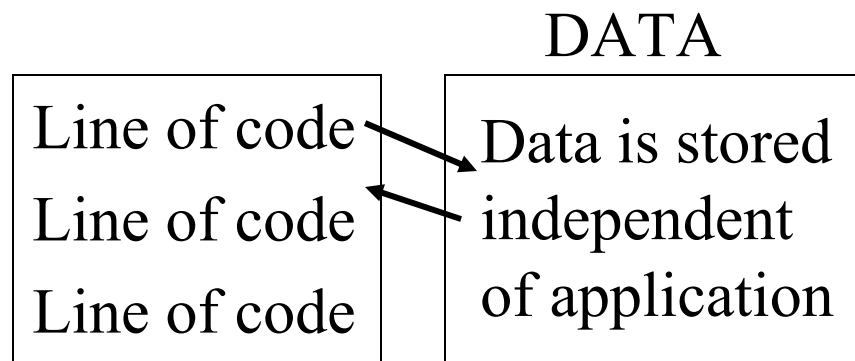 DATA
Line of code
Line of code
Line of code
Data is stored
independent
of application